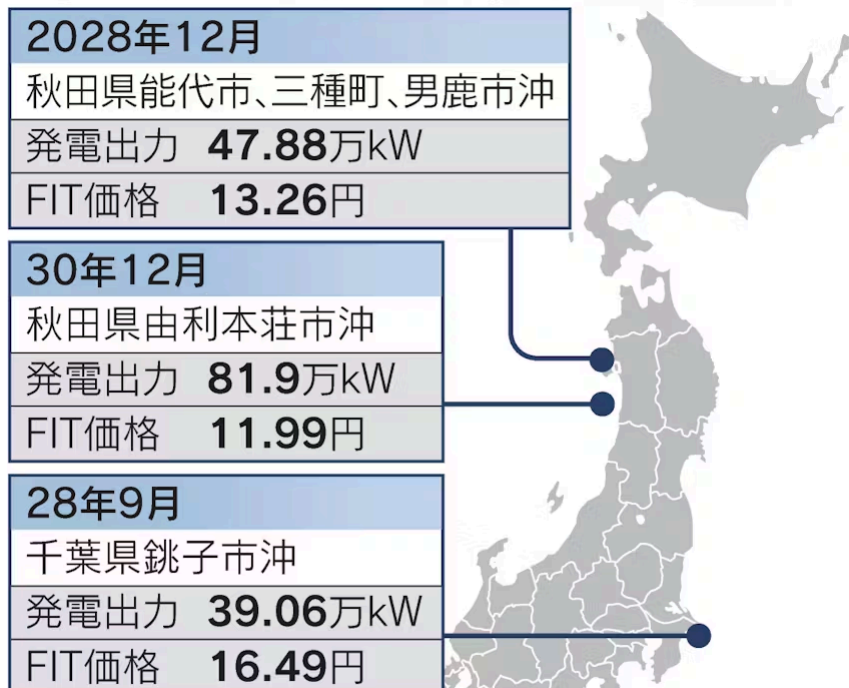 2028年12月
秋田県能代市、三種町、男鹿市沖
発電出力 47.88万kW
FIT価格 13.26円
30年12月
秋田県由利本荘市沖
発電出力 81.9万kW
FIT価格 11.99円
28年9月
千葉県銚子市沖
発電出力 39.06万kW
FIT価格 16.49円